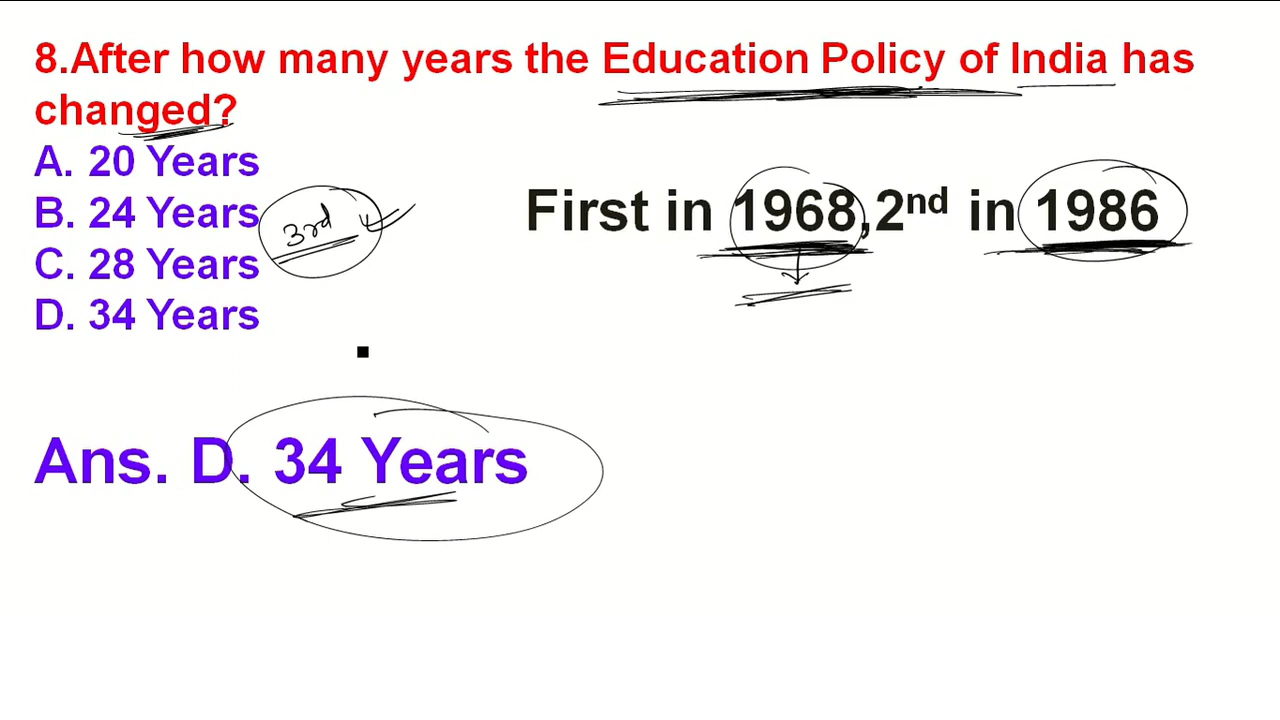 8.After how many years the Education Policy of India has
changed?
A. 20 Years
B. 24 Years
C. 28 Years
D. 34 Years
3rd
First in 1968,2nd in 1986
Ans. D. 34 Years